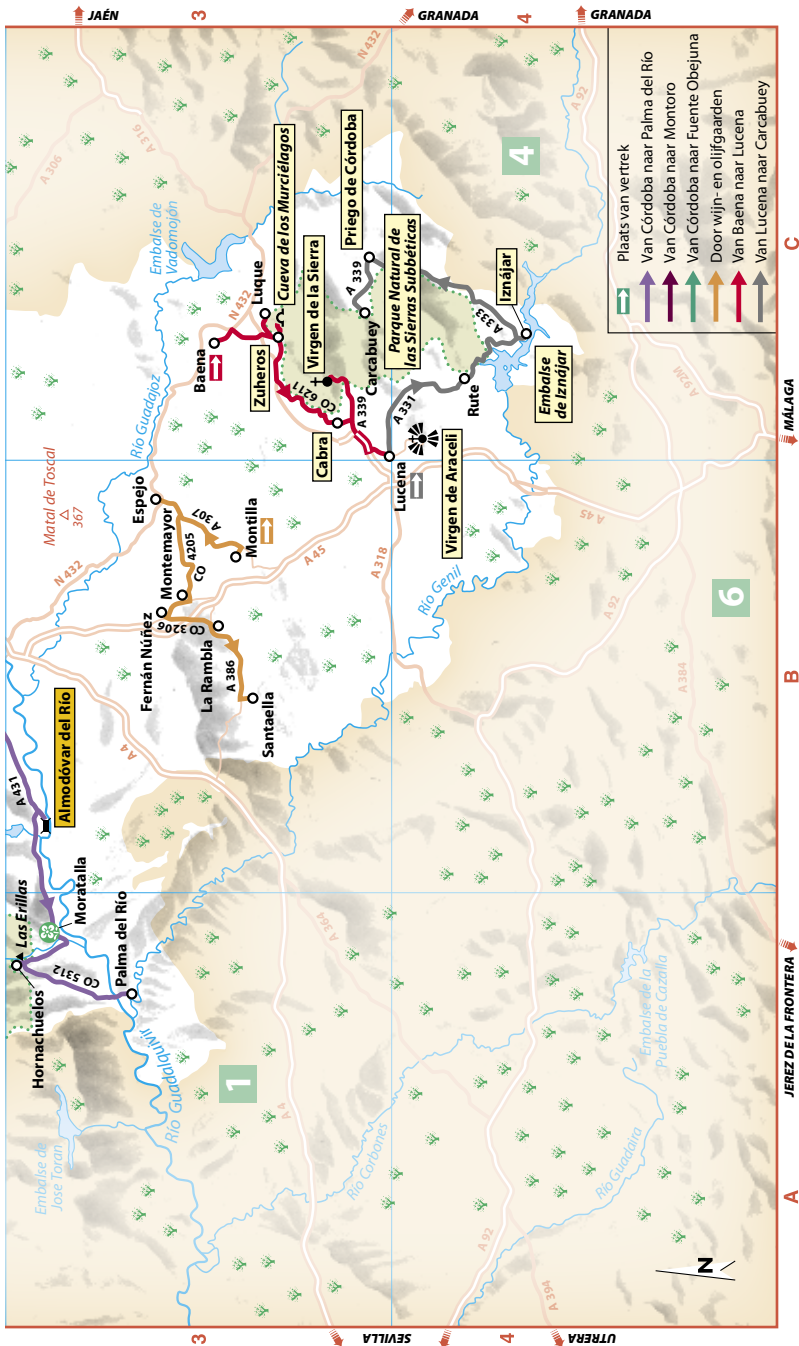 JAÉN
3
GRANADA
4
GRANADA
A 306
A 316
N 432
A 92
Embalse de
Vadomojón
Luque
N 432
Baena
Zuheros
Cueva de los Murciélagos
Virgen de la Sierra
CO 6211
Cabra
A 339
Carcabuey
A 339
Priego de Córdoba
Parque Natural de
las Sierras Subbéticas
4
A 333
Iznájar
Embalse
de Iznájar
Rute
A 331
Lucena
Virgen de Araceli
C
A 92M
MÁLAGA
Plaats van vertrek
Van Córdoba naar Palma del Río
Van Córdoba naar Montoro
Van Córdoba naar Fuente Obejuna
Door wijn- en olijfgaarden
Van Baena naar Lucena
Van Lucena naar Carcabuey
Río Guadajoz
Matal de Toscal
367
N 432
Espejo
A 307
Montilla
Montemayor
CO
4205
Fernán Núñez
CO 3206
La Rambla
A 386
Santaella
A 45
A 318
Río Genil
A 45
6
A 384
B
A 431
Almodóvar del Río
A 4
Las Erillas
Moratalla
Hornachuelos
CO 5312
Palma del Río
A 364
Río Guadalquivir
1
Embalse de
Jose Toran
A 4
Río Corbones
Embalse de la
Puebla de Cazalla
Río Guadaira
JEREZ DE LA FRONTERA
A
A 92
A 394
N
3
SEVILLA
4
UTRERA